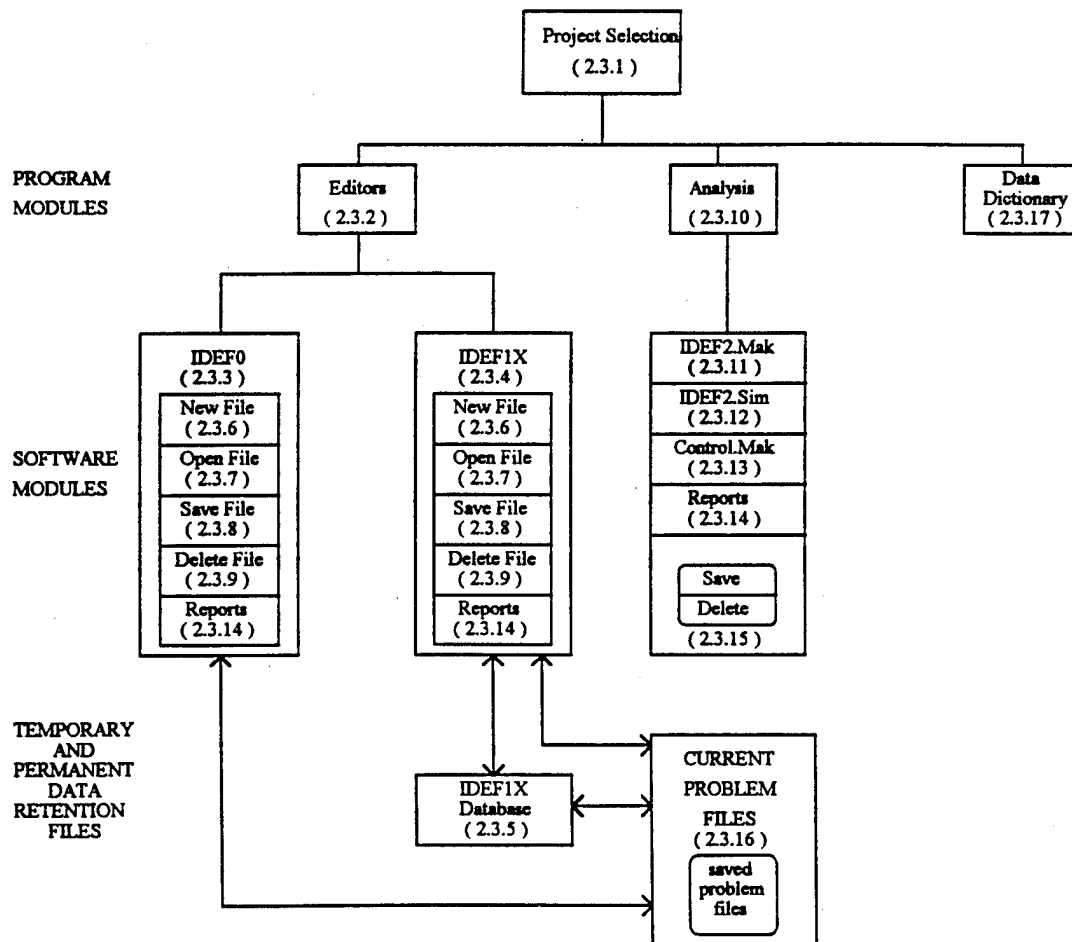 Project Selection
( 2.3.1 )
PROGRAM
MODULES
Editors
( 2.3.2 )
Analysis
( 2.3.10 )
Data
Dictionary
( 2.3.17 )
SOFTWARE
MODULES
IDEF0
( 2.3.3 )
New File
( 2.3.6 )
Open File
( 2.3.7 )
Save File
( 2.3.8 )
Delete File
( 2.3.9 )
Reports
( 2.3.14 )
IDEF1X
( 2.3.4 )
New File
( 2.3.6 )
Open File
( 2.3.7 )
Save File
( 2.3.8 )
Delete File
( 2.3.9 )
Reports
( 2.3.14 )
IDEF2.Mak
( 2.3.11 )
IDEF2.Sim
( 2.3.12 )
Control.Mak
( 2.3.13 )
Reports
( 2.3.14 )
Save
Delete
( 2.3.15 )
TEMPORARY
AND
PERMANENT
DATA
RETENTION
FILES
IDEF1X
Database
( 2.3.5 )
CURRENT
PROBLEM
FILES
( 2.3.16 )
saved
problem
files